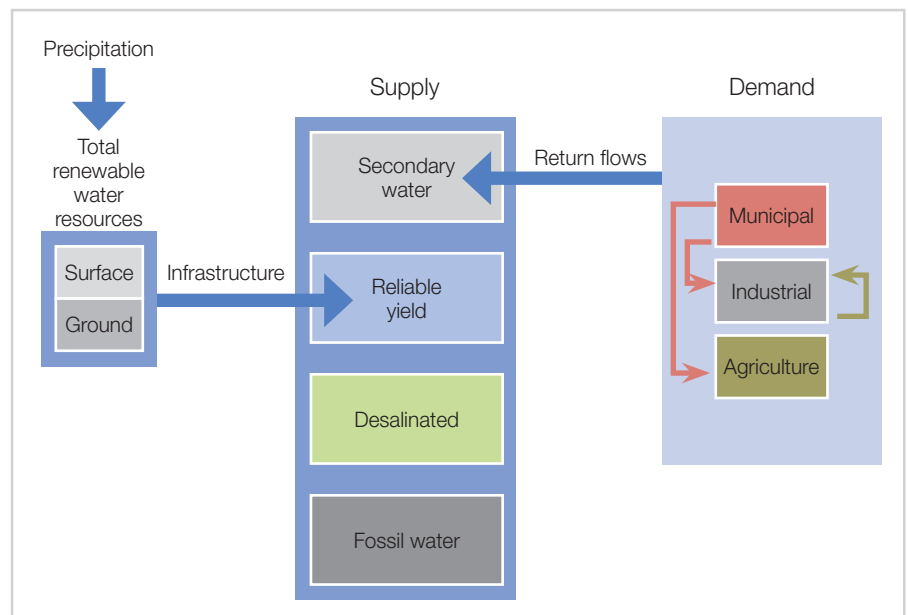 Precipitation
Total
renewable
water
resources
Surface
Ground
Infrastructure
Supply
Secondary
water
Reliable
yield
Desalinated
Fossil water
Return flows
Demand
Municipal
Industrial
Agriculture